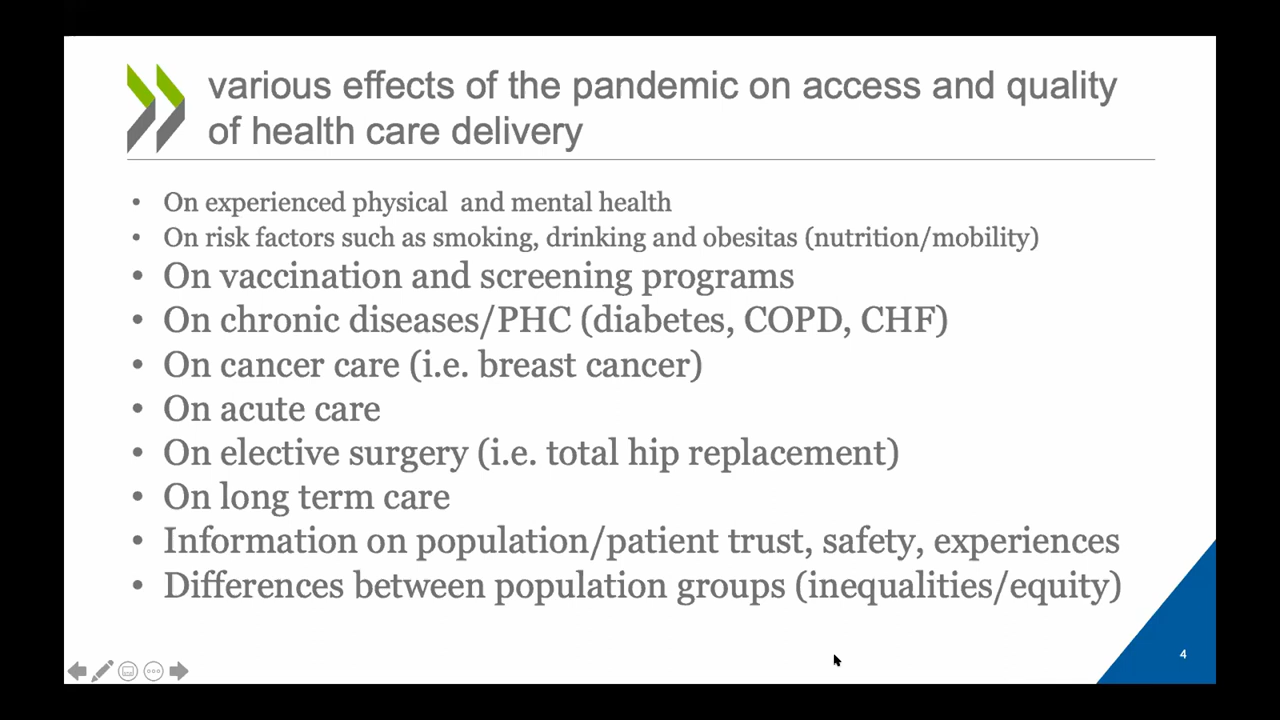 various effects of the pandemic on access and quality
of health care delivery
• On experienced physical  and mental health
• On risk factors such as smoking, drinking and obesitas (nutrition/mobility)
• On vaccination and screening programs
• On chronic diseases/PHC (diabetes, COPD, CHF)
• On cancer care (i.e. breast cancer)
• On acute care
• On elective surgery (i.e. total hip replacement)
• On long term care
• Information on population/patient trust, safety, experiences
• Differences between population groups (inequalities/equity)
4